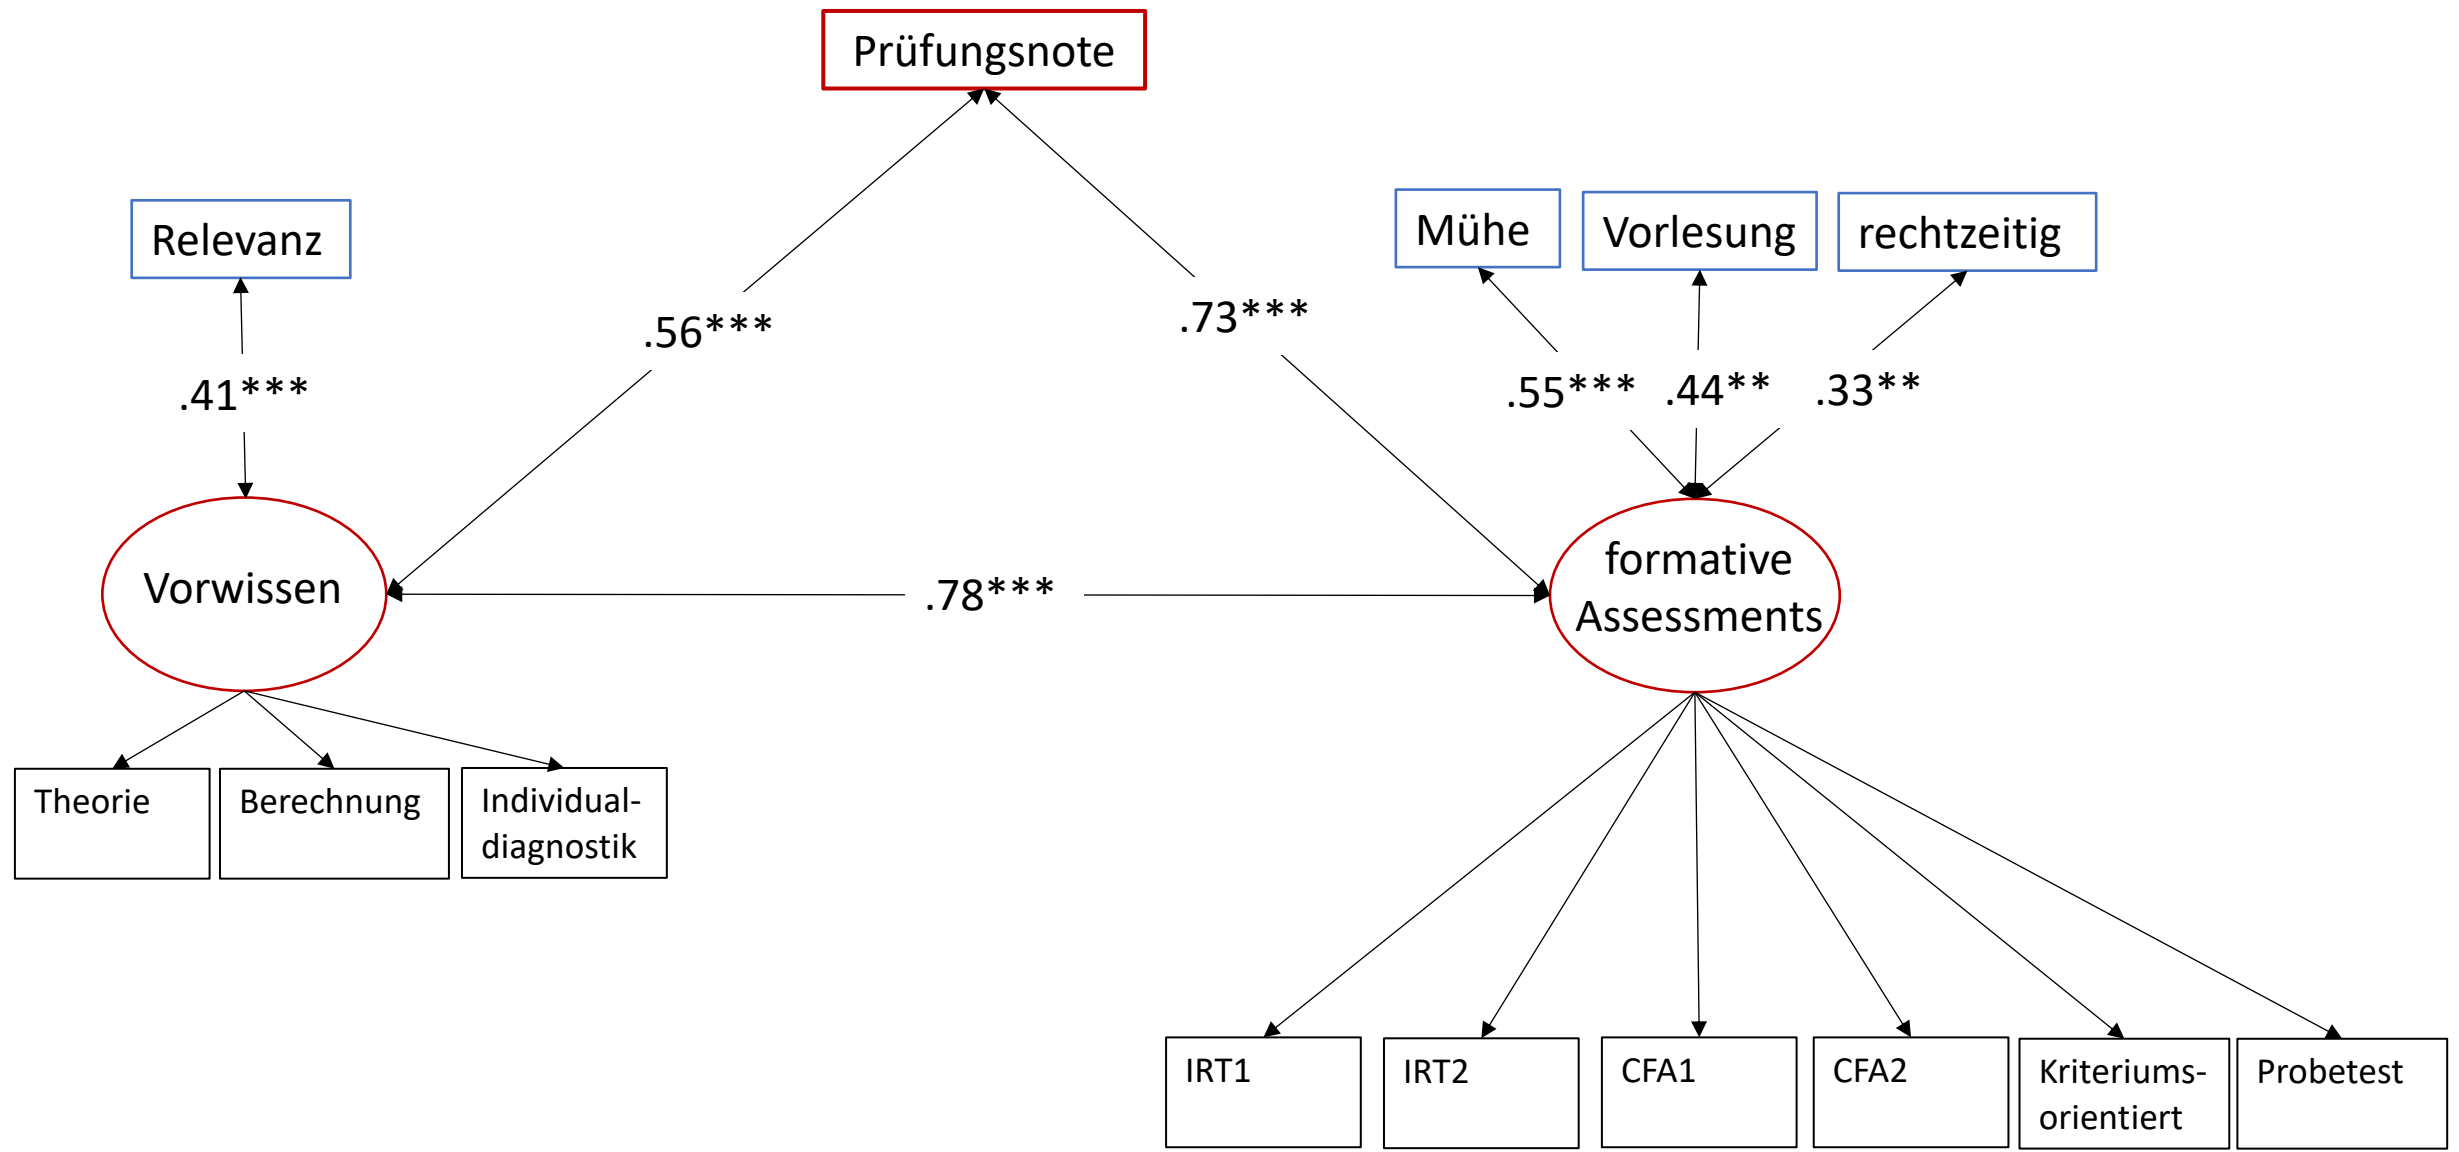 Prüfungsnote
Relevanz
Mühe
Vorlesung
rechtzeitig
.56***
.73***
.41***
.55***
.44**
.33**
Vorwissen
.78***
formative
Assessments
Theorie
Berechnung
Individual-
diagnostik
IRT1
IRT2
CFA1
CFA2
Kriteriums-
orientiert
Probetest